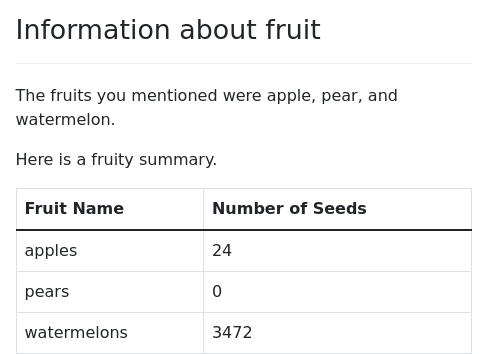 Information about fruit
The fruits you mentioned were apple, pear, and
watermelon.
Here is a fruity summary.
Fruit Name Number of Seeds
apples 24
pears 0
watermelons 3472